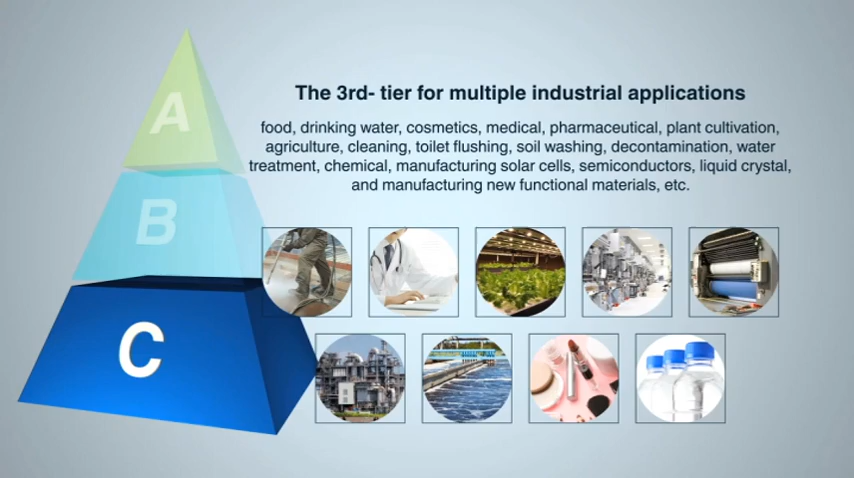 A
B
C
The 3rd- tier for multiple industrial applications
food, drinking water, cosmetics, medical, pharmaceutical, plant cultivation,
agriculture, cleaning, toilet flushing, soil washing, decontamination, water
treatment, chemical, manufacturing solar cells, semiconductors, liquid crystal,
and manufacturing new functional materials, etc.